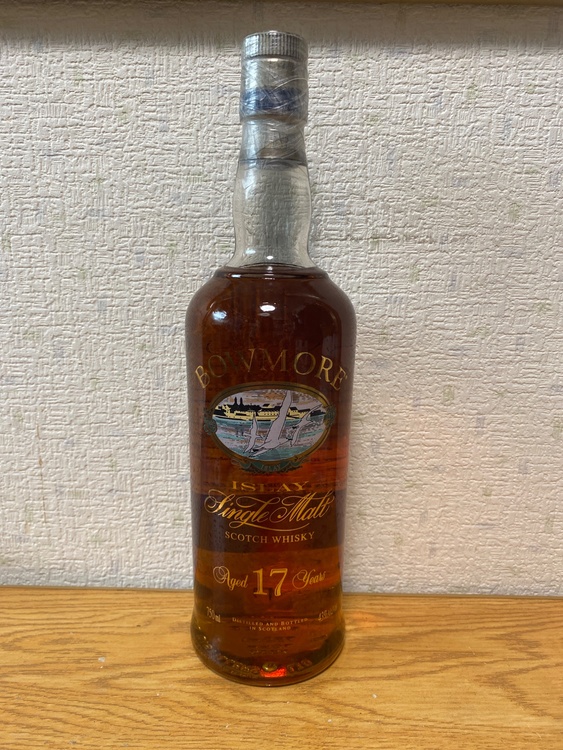 BOWMORE
ISLAY
Single Malt
SCOTCH WHISKY
Aged 17 Years
DISTILLED AND BOTTLED
IN SCOTLAND